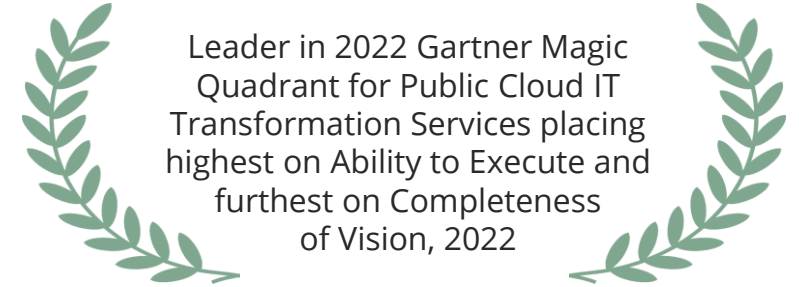 Leader in 2022 Gartner Magic
Quadrant for Public Cloud IT
Transformation Services placing
highest on Ability to Execute and
furthest on Completeness
of Vision, 2022